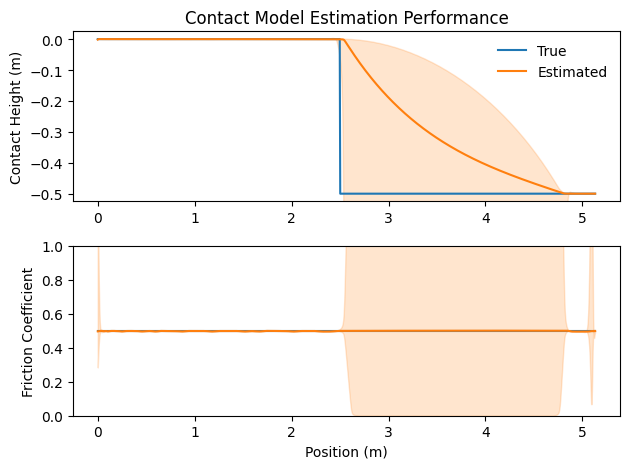 Contact Model Estimation Performance
Contact Height (m)
0.0
−0.1
−0.2
−0.3
−0.4
−0.5
True
Estimated
0 1 2 3 4 5
Friction Coefficient
1.0
0.8
0.6
0.4
0.2
0.0
0 1 2 3 4 5
Position (m)